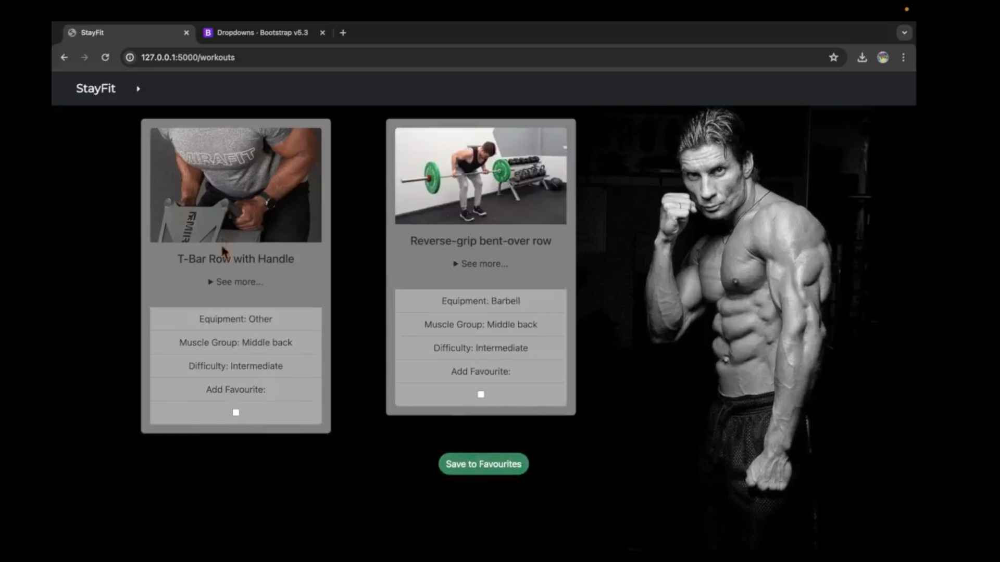 StayFit
Dropdowns · Bootstrap v5.3
127.0.0.1:5000/workouts
StayFit
MIRAFIT
T-Bar Row with Handle
See more...
Equipment: Other
Muscle Group: Middle back
Difficulty: Intermediate
Add Favourite:
Reverse-grip bent-over row
See more...
Equipment: Barbell
Muscle Group: Middle back
Difficulty: Intermediate
Add Favourite:
Save to Favourites